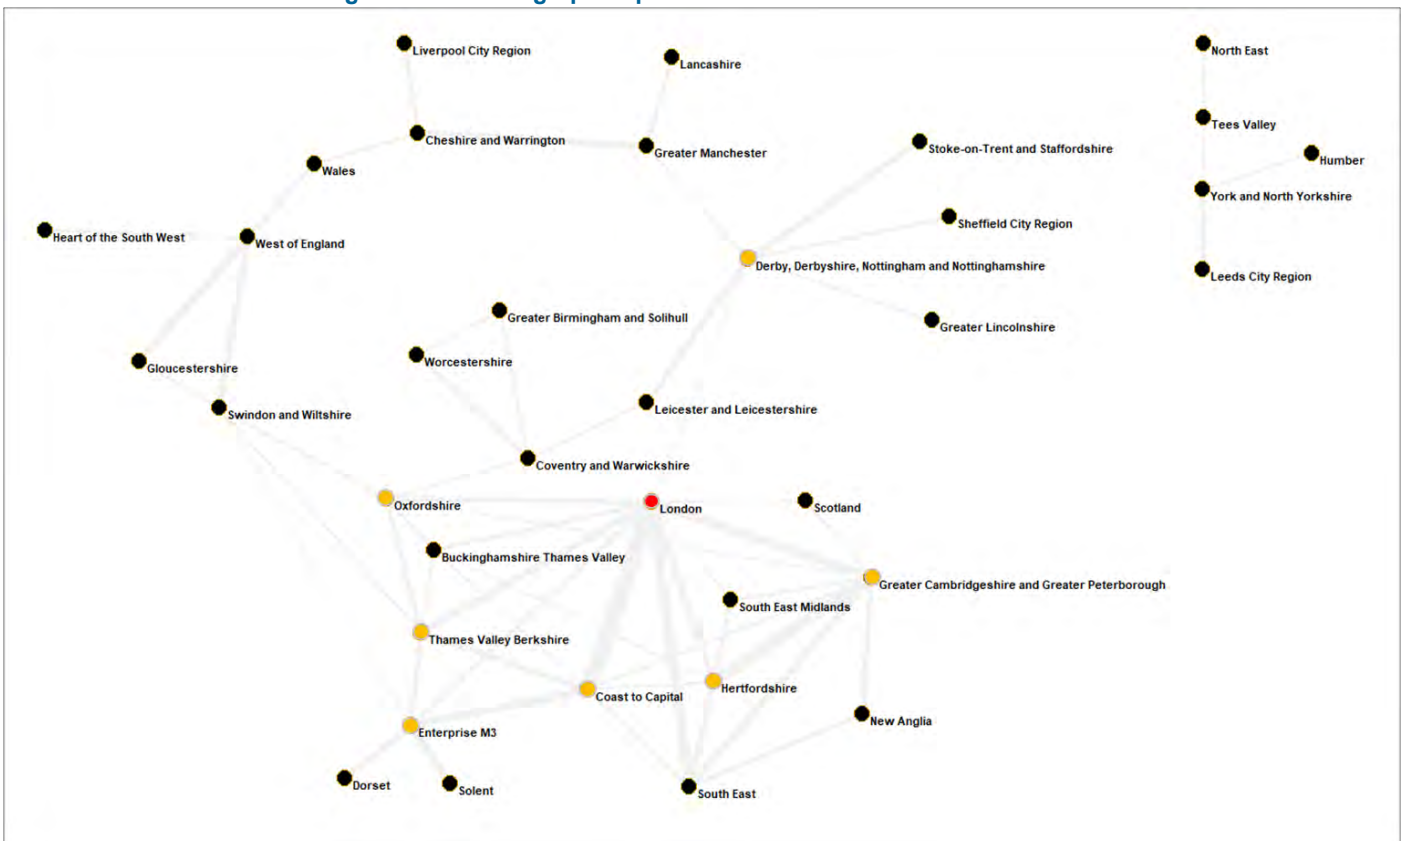 Liverpool City Region
North East
Lancashire
Tees Valley
Cheshire and Warrington
Stoke-on-Trent and Staffordshire
Greater Manchester
Humber
Wales
York and North Yorkshire
Sheffield City Region
Heart of the South West
West of England
Derby, Derbyshire, Nottingham and Nottinghamshire
Leeds City Region
Greater Birmingham and Solihull
Greater Lincolnshire
Worcestershire
Gloucestershire
Leicester and Leicestershire
Swindon and Wiltshire
Coventry and Warwickshire
Oxfordshire
London
Scotland
Buckinghamshire Thames Valley
Greater Cambridgeshire and Greater Peterborough
South East Midlands
Thames Valley Berkshire
Hertfordshire
Coast to Capital
New Anglia
Enterprise M3
Dorset
Solent
South East